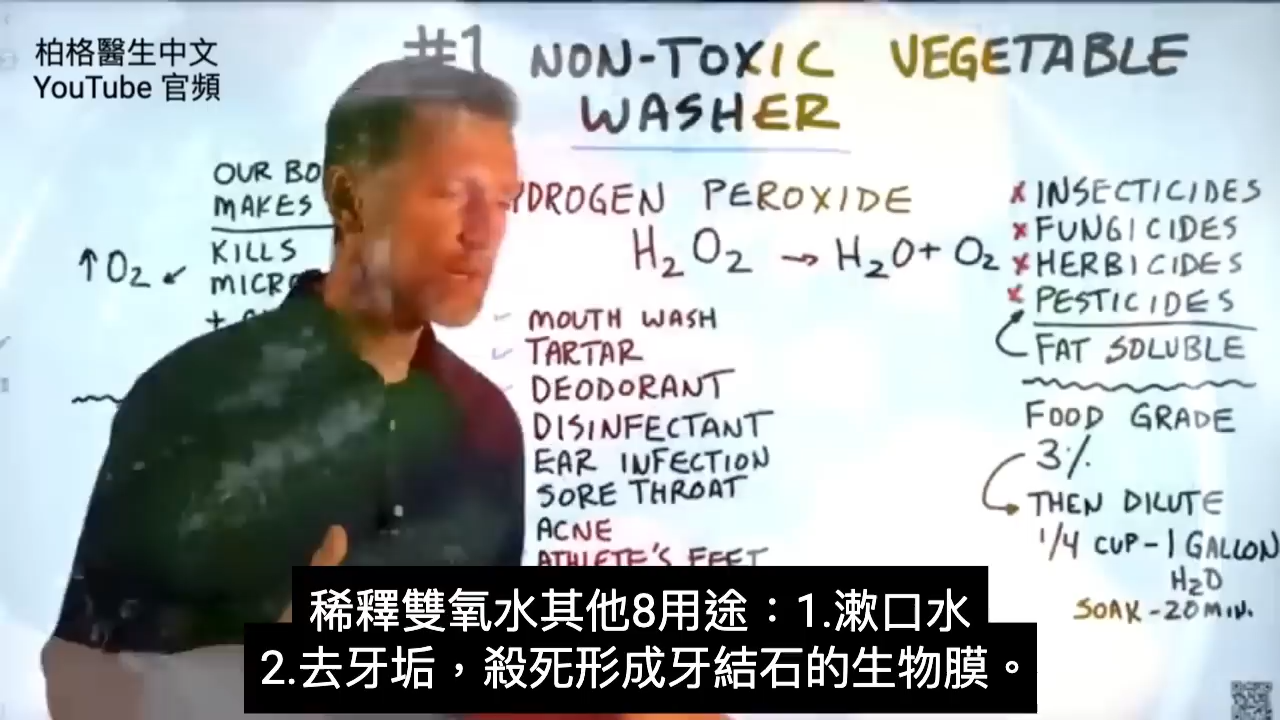 柏格醫生中文
YouTube 官頻
#1 NON-TOXIC VEGETABLE
WASHER
OUR BO
MAKES
KILLS
MICRO
↑O₂
+
YDROGEN PEROXIDE
H₂O₂ → H₂O + O₂
MOUTH WASH
TARTAR
DEODORANT
DISINFECTANT
EAR INFECTION
SORE THROAT
ACNE
ATHLETE'S FEET
x INSECTICIDES
x FUNGICIDES
x HERBICIDES
x PESTICIDES
FAT SOLUBLE
FOOD GRADE
3%
THEN DILUTE
1/4 CUP - 1 GALLON
H₂O
SOAK - 20 MIN.
稀釋雙氧水其他8用途：1.漱口水
2.去牙垢，殺死形成牙結石的生物膜。